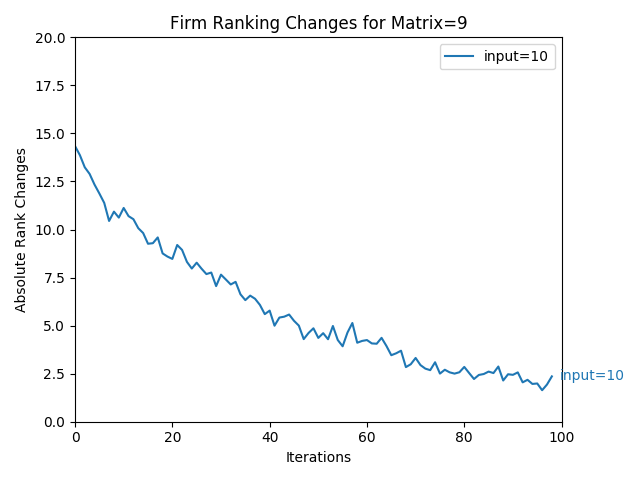 Firm Ranking Changes for Matrix=9
20.0
17.5
15.0
12.5
10.0
7.5
5.0
2.5
0.0
Absolute Rank Changes
input=10
input=10
0 20 40 60 80 100
Iterations